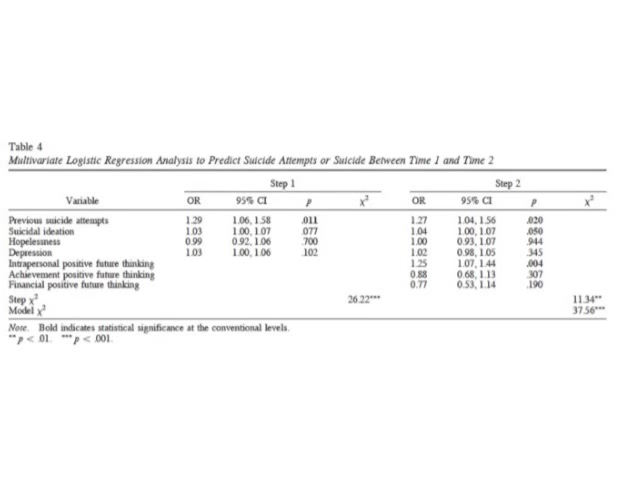 Table 4
Multivariate Logistic Regression Analysis to Predict Suicide Attempts or Suicide Between Time 1 and Time 2
Step 1 Step 2
Variable OR 95% CI p χ² OR 95% CI p χ²
Previous suicide attempts 1.29 1.06, 1.58 .011 1.27 1.04, 1.56 .020
Suicidal ideation 1.03 1.00, 1.07 .077 1.04 1.00, 1.07 .050
Hopelessness 0.99 0.92, 1.06 .700 1.00 0.93, 1.07 .944
Depression 1.03 1.00, 1.06 .102 1.02 0.98, 1.05 .345
Intrapersonal positive future thinking 1.25 1.07, 1.44 .004
Achievement positive future thinking 0.88 0.68, 1.13 .307
Financial positive future thinking 0.77 0.53, 1.14 .190
Step χ² 26.22*** 11.34**
Model χ² 37.56***
Note. Bold indicates statistical significance at the conventional levels.
**p < .01. ***p < .001.